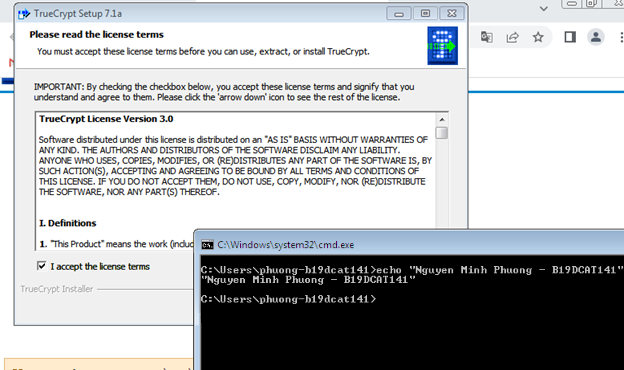 TrueCrypt Setup 7.1a
Please read the license terms
You must accept these license terms before you can use, extract, or install TrueCrypt.
IMPORTANT: By checking the checkbox below, you accept these license terms and signify that you
understand and agree to them. Please click the 'arrow down' icon to see the rest of the license.
TrueCrypt License Version 3.0
Software distributed under this license is distributed on an "AS IS" BASIS WITHOUT WARRANTIES OF
ANY KIND. THE AUTHORS AND DISTRIBUTORS OF THE SOFTWARE DISCLAIM ANY LIABILITY.
ANYONE WHO USES, COPIES, MODIFIES, OR (RE)DISTRIBUTES ANY PART OF THE SOFTWARE IS, BY
SUCH ACTION(S), ACCEPTING AND AGREEING TO BE BOUND BY ALL TERMS AND CONDITIONS OF
THIS LICENSE. IF YOU DO NOT ACCEPT THEM, DO NOT USE, COPY, MODIFY, NOR (RE)DISTRIBUTE
THE SOFTWARE, NOR ANY PART(S) THEREOF.
I. Definitions
1. "This Product" means the work
I accept the license terms
TrueCrypt Installer
C:\Windows\system32\cmd.exe
C:\Users\phuong-b19dcat141>echo "Nguyen Minh Phuong - B19DCAT141"
"Nguyen Minh Phuong - B19DCAT141"
C:\Users\phuong-b19dcat141>